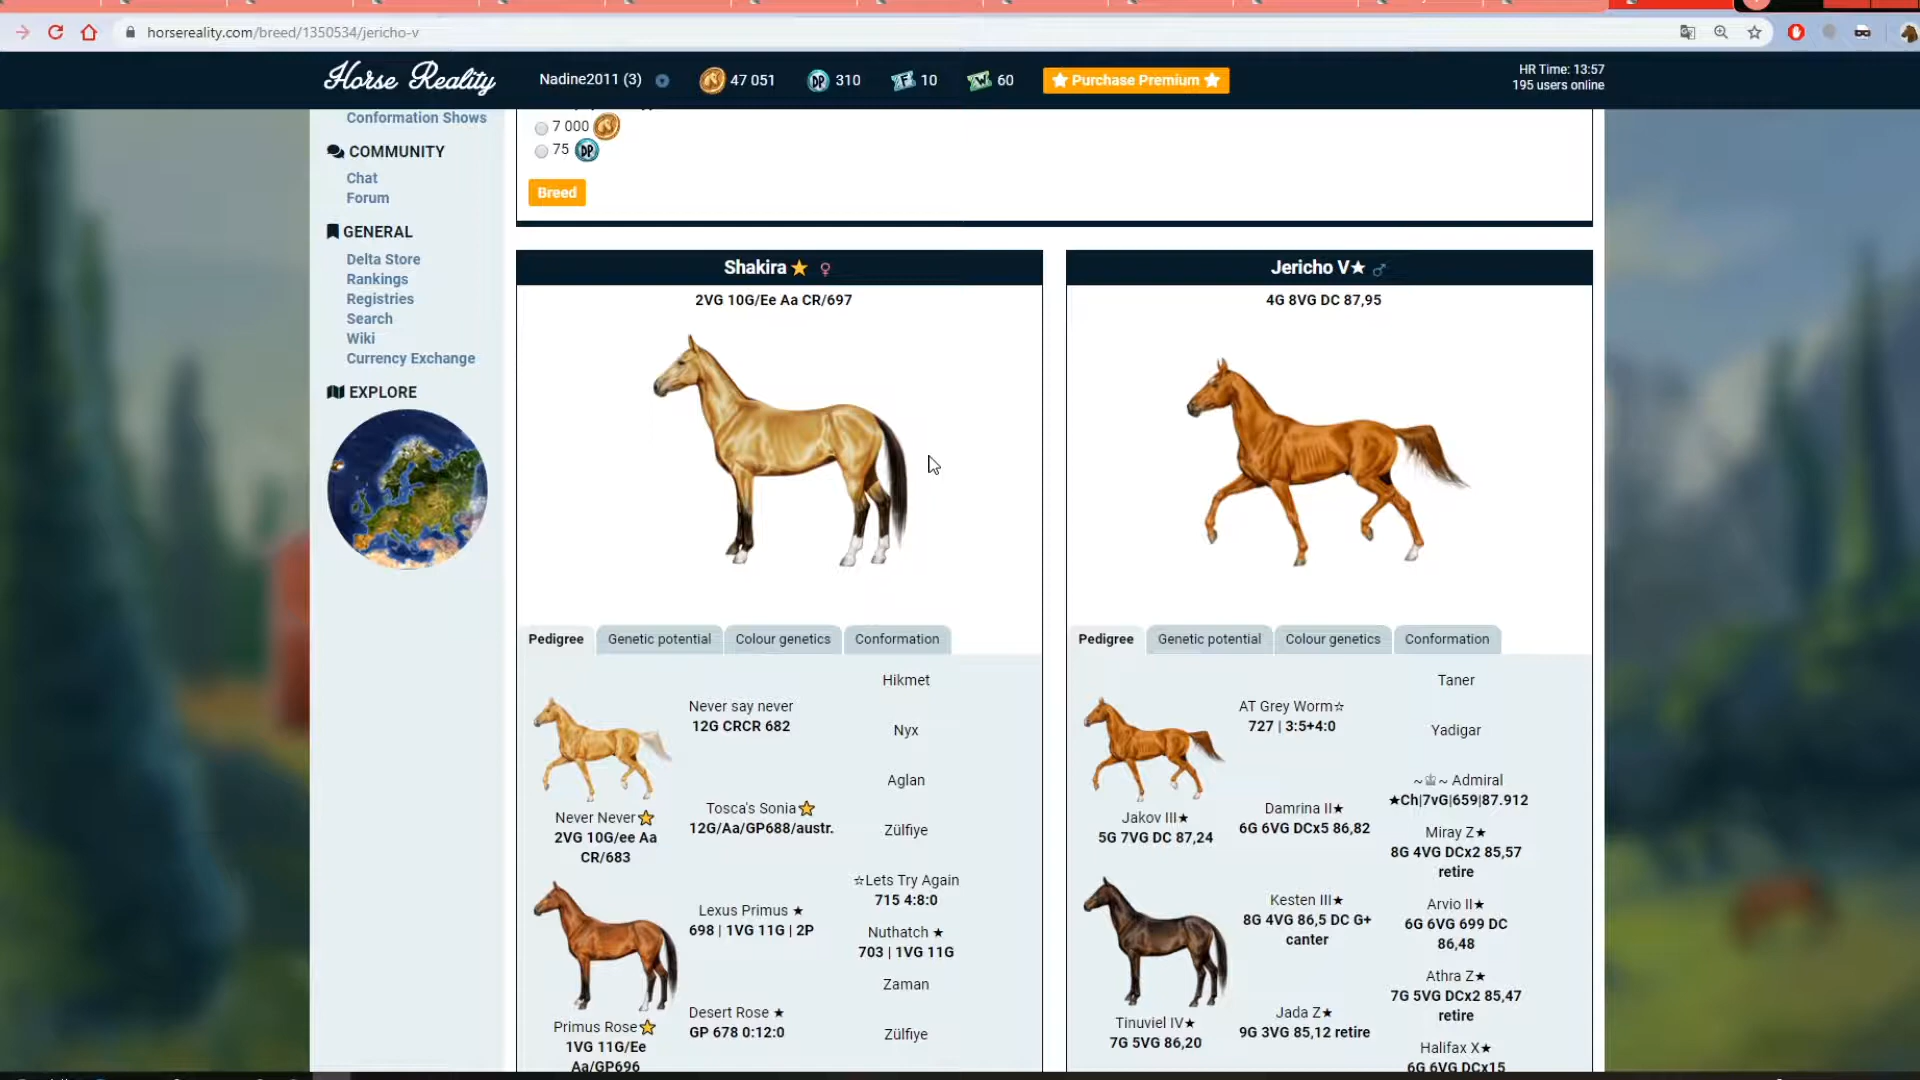 horsereality.com/breed/1350534/jericho-v
Horse Reality
Nadine2011 (3)
47 051
DP
310
F
10
W
60
Purchase Premium
HR Time: 13:57
195 users online
Conformation Shows
COMMUNITY
Chat
Forum
GENERAL
Delta Store
Rankings
Registries
Search
Wiki
Currency Exchange
EXPLORE
7 000
75 DP
Breed
Shakira
2VG 10G/Ee Aa CR/697
Pedigree
Genetic potential
Colour genetics
Conformation
Never Never
2VG 10G/ee Aa
CR/683
Primus Rose
1VG 11G/Ee
Aa/GP696
Never say never
12G CRCR 682
Tosca's Sonia
12G/Aa/GP688/austr.
Lexus Primus ★
698 | 1VG 11G | 2P
Desert Rose ★
GP 678 0:12:0
Hikmet
Nyx
Aglan
Zülfiye
☆Lets Try Again
715 4:8:0
Nuthatch ★
703 | 1VG 11G
Zaman
Zülfiye
Jericho V★
4G 8VG DC 87,95
Pedigree
Genetic potential
Colour genetics
Conformation
Jakov III★
5G 7VG DC 87,24
Tinuviel IV★
7G 5VG 86,20
AT Grey Worm☆
727 | 3:5+4:0
Damrina II★
6G 6VG DCx5 86,82
Kesten III★
8G 4VG 86,5 DC G+
canter
Jada Z★
9G 3VG 85,12 retire
Taner
Yadigar
~♔~ Admiral
★Ch|7vG|659|87.912
Miray Z★
8G 4VG DCx2 85,57
retire
Arvio II★
6G 6VG 699 DC
86,48
Athra Z★
7G 5VG DCx2 85,47
retire
Halifax X★
6G 6VG DCx15